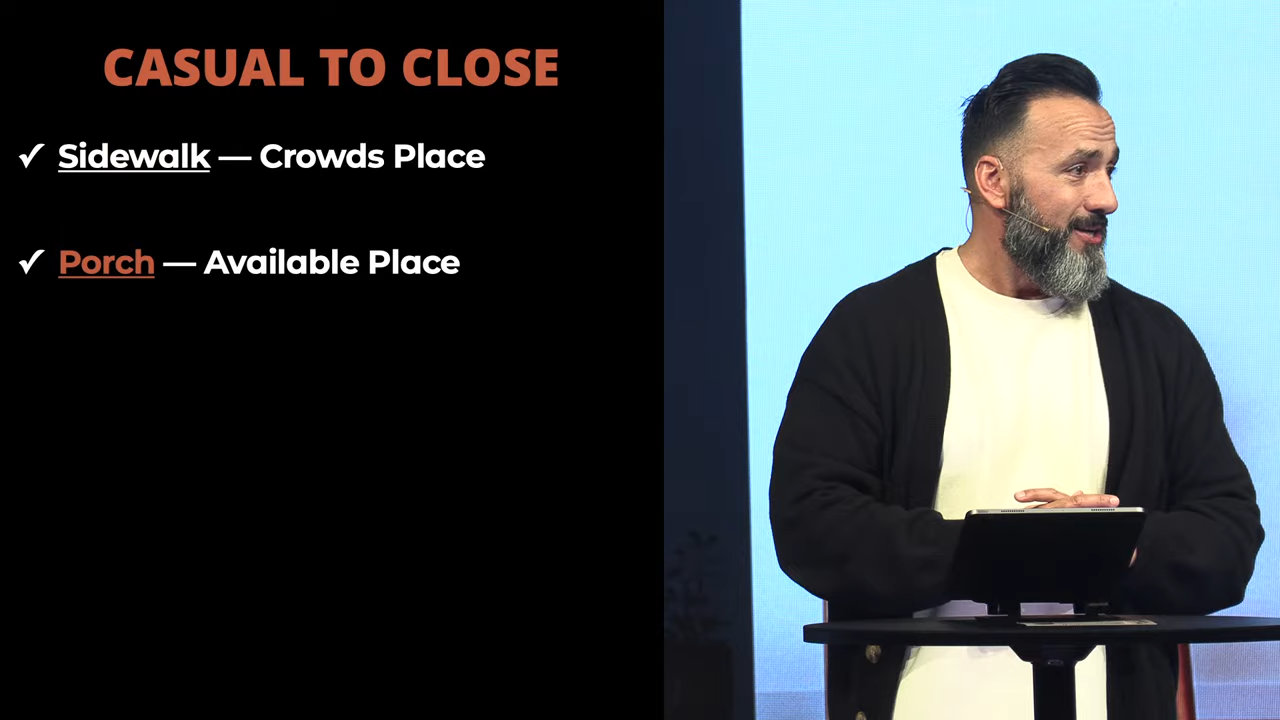 CASUAL TO CLOSE
✓ Sidewalk — Crowds Place
✓ Porch — Available Place